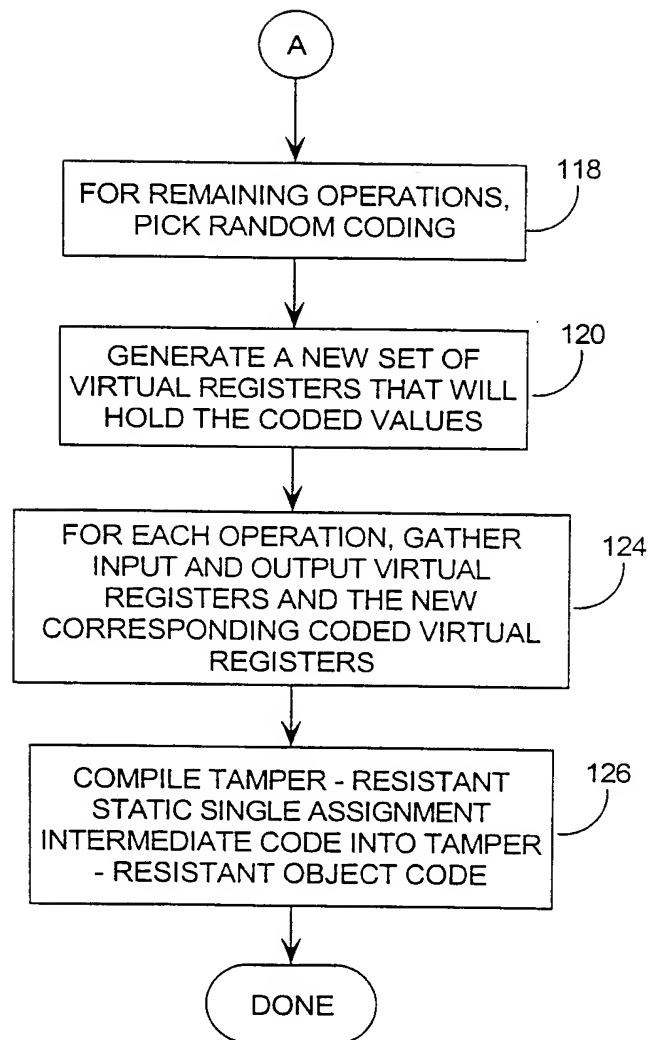 A
FOR REMAINING OPERATIONS,
PICK RANDOM CODING
118
GENERATE A NEW SET OF
VIRTUAL REGISTERS THAT WILL
HOLD THE CODED VALUES
120
FOR EACH OPERATION, GATHER
INPUT AND OUTPUT VIRTUAL
REGISTERS AND THE NEW
CORRESPONDING CODED VIRTUAL
REGISTERS
124
COMPILE TAMPER - RESISTANT
STATIC SINGLE ASSIGNMENT
INTERMEDIATE CODE INTO TAMPER
- RESISTANT OBJECT CODE
126
DONE